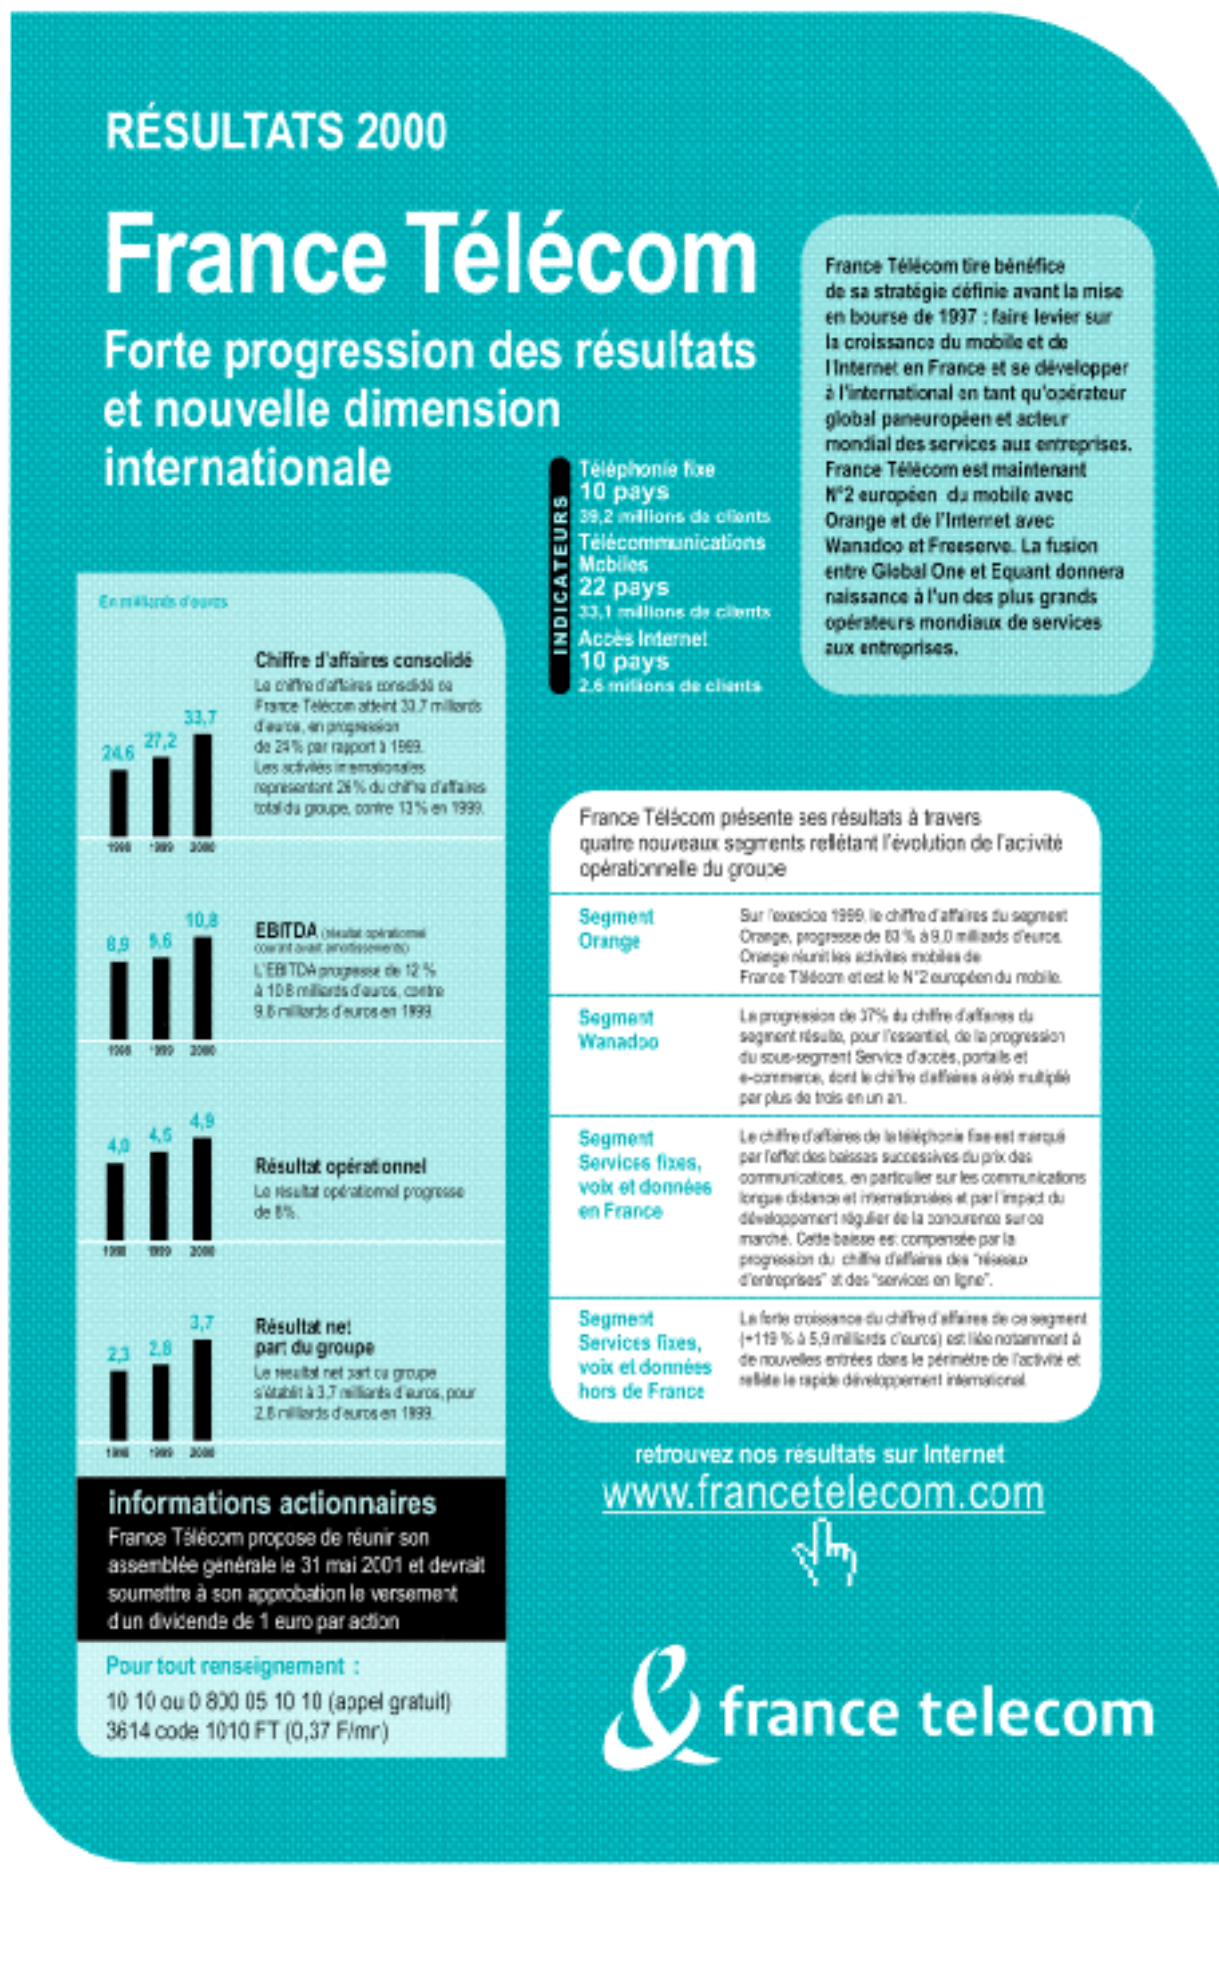 RÉSULTATS 2000
France Télécom
Forte progression des résultats
et nouvelle dimension
internationale
France Télécom tire bénéfice
de sa stratégie définie avant la mise
en bourse de 1997 : faire levier sur
la croissance du mobile et de
l'Internet en France et se développer
à l'international en tant qu'opérateur
global paneuropéen et acteur
mondial des services aux entreprises.
France Télécom est maintenant
N°2 européen du mobile avec
Orange et de l'Internet avec
Wanadoo et Freeserve. La fusion
entre Global One et Equant donnera
naissance à l'un des plus grands
opérateurs mondiaux de services
aux entreprises.
INDICATEURS
Téléphonie fixe
10 pays
39,2 millions de clients
Télécommunications
Mobiles
22 pays
33,1 millions de clients
Accès Internet
10 pays
2,6 millions de clients
En milliards d'euros
24,6 27,2 33,7
1998 1999 2000
Chiffre d'affaires consolidé
Le chiffre d'affaires consolidé de
France Télécom atteint 33,7 milliards
d'euros, en progression
de 24% par rapport à 1999.
Les activités internationales
représentent 26% du chiffre d'affaires
total du groupe, contre 13% en 1999.
8,9 9,6 10,8
1998 1999 2000
EBITDA (résultat opérationnel
courant avant amortissements)
L'EBITDA progresse de 12 %
à 10 8 milliards d'euros, contre
9,6 milliards d'euros en 1999.
4,0 4,5 4,9
1998 1999 2000
Résultat opérationnel
Le résultat opérationnel progresse
de 8%.
2,3 2,8 3,7
1998 1999 2000
Résultat net
part du groupe
Le résultat net part du groupe
s'établit à 3,7 milliards d'euros, pour
2,8 milliards d'euros en 1999.
informations actionnaires
France Télécom propose de réunir son
assemblée générale le 31 mai 2001 et devrait
soumettre à son approbation le versement
d'un dividende de 1 euro par action
Pour tout renseignement :
10 10 ou 0 800 05 10 10 (appel gratuit)
3614 code 1010 FT (0,37 F/mn)
France Télécom présente ses résultats à travers
quatre nouveaux segments reflétant l'évolution de l'activité
opérationnelle du groupe
Segment
Orange
Sur l'exercice 1999, le chiffre d'affaires du segment
Orange, progresse de 83 % à 9,0 milliards d'euros.
Orange réunit les activités mobiles de
France Télécom et est le N°2 européen du mobile.
Segment
Wanadoo
La progression de 37% du chiffre d'affaires du
segment résulte, pour l'essentiel, de la progression
du sous-segment Service d'accès, portails et
e-commerce, dont le chiffre d'affaires a été multiplié
par plus de trois en un an.
Segment
Services fixes,
voix et données
en France
Le chiffre d'affaires de la téléphonie fixe est marqué
par l'effet des baisses successives du prix des
communications, en particulier sur les communications
longue distance et internationales et par l'impact du
développement régulier de la concurence sur ce
marché. Cette baisse est compensée par la
progression du chiffre d'affaires des "réseaux
d'entreprises" et des "services en ligne".
Segment
Services fixes,
voix et données
hors de France
La forte croissance du chiffre d'affaires de ce segment
(+119 % à 5,9 milliards d'euros) est liée notamment à
de nouvelles entrées dans le périmètre de l'activité et
reflète le rapide développement international.
retrouvez nos résultats sur Internet
www.francetelecom.com
france telecom